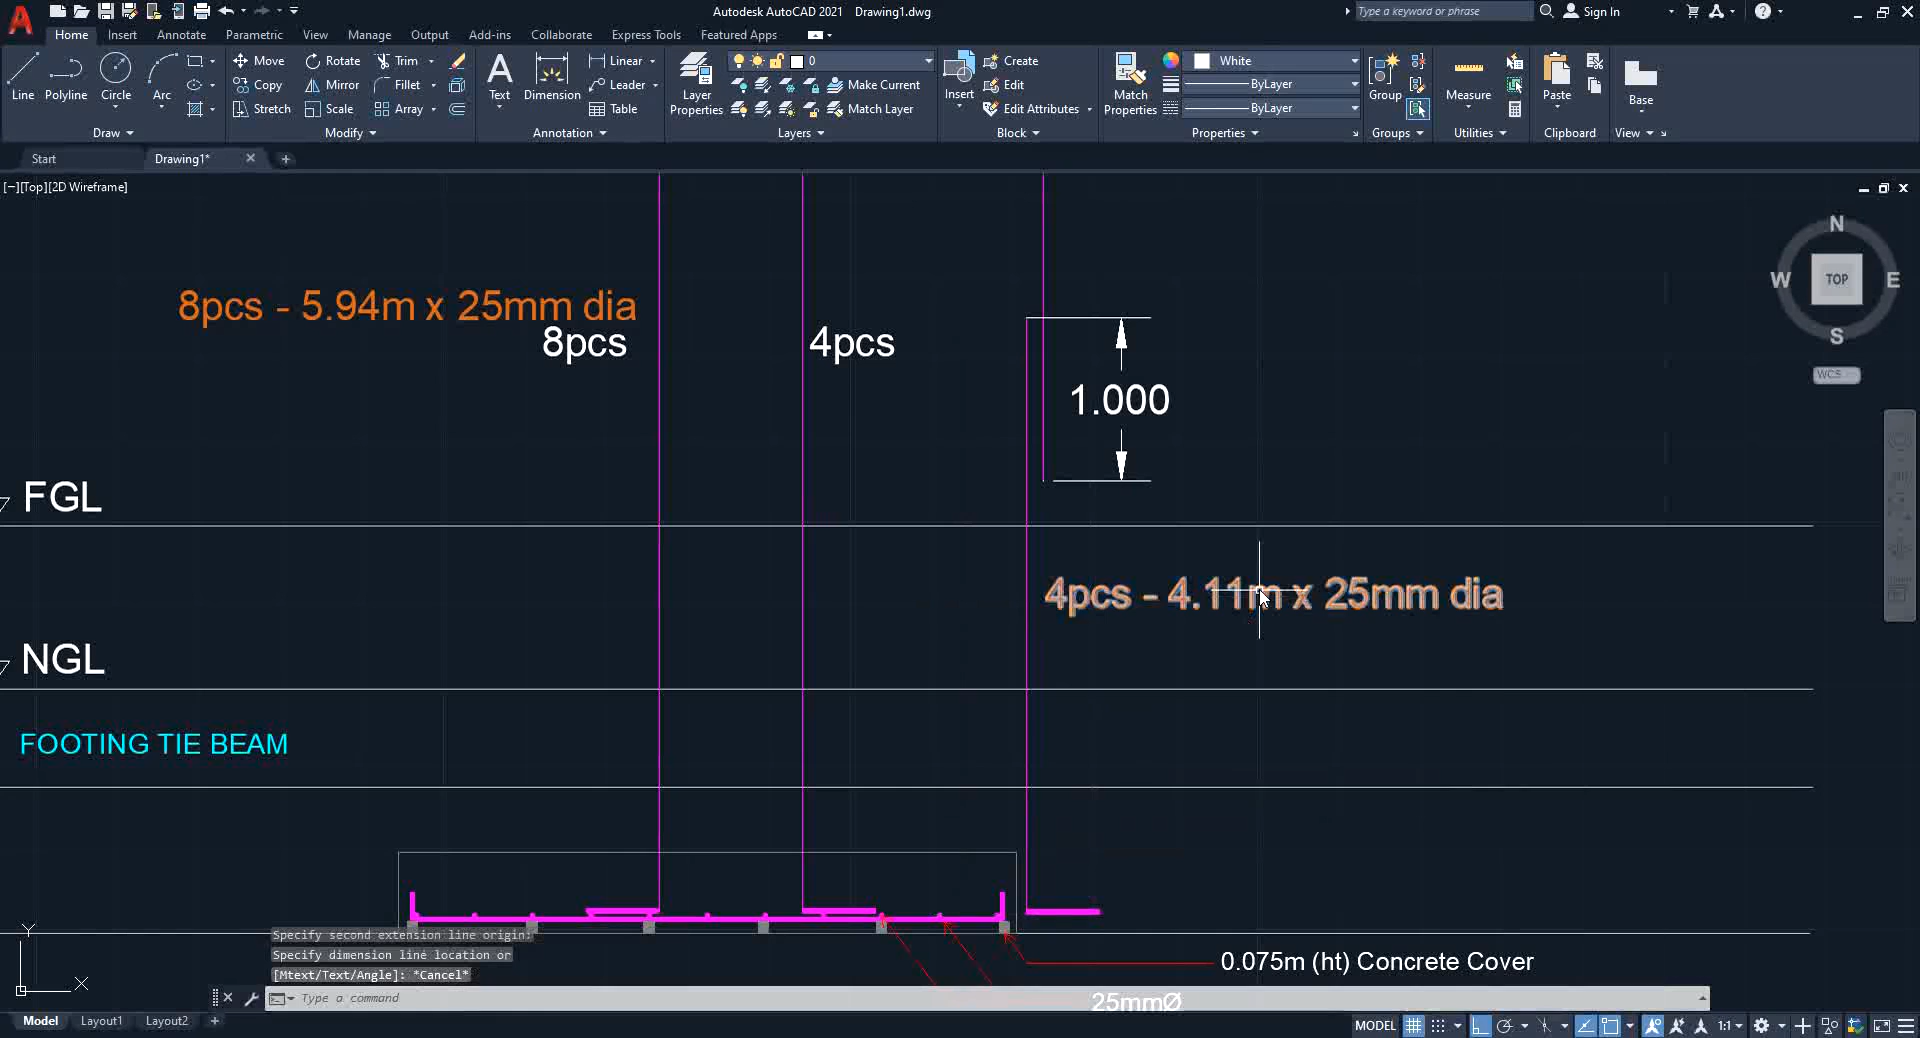 Autodesk AutoCAD 2021 Drawing1.dwg
Type a keyword or phrase
Sign In
Home Insert Annotate Parametric View Manage Output Add-ins Collaborate Express Tools Featured Apps
Line Polyline Circle Arc
Move Rotate Trim
Copy Mirror Fillet
Stretch Scale Array
Text Dimension
Linear
Leader
Table
Layer Properties
0
Make Current
Match Layer
Insert
Create
Edit
Edit Attributes
Match Properties
White
ByLayer
ByLayer
Group
Measure
Paste
Base
Draw Modify Annotation Layers Block Properties Groups Utilities Clipboard View
Start Drawing1*
[−][Top][2D Wireframe]
N
W TOP E
S
WCS
8pcs - 5.94m x 25mm dia
8pcs
4pcs
1.000
FGL
4pcs - 4.11m x 25mm dia
NGL
FOOTING TIE BEAM
Specify second extension line origin:
Specify dimension line location or
[Mtext/Text/Angle]: *Cancel*
0.075m (ht) Concrete Cover
Type a command
25mmØ
Y
X
Model Layout1 Layout2
MODEL
1:1